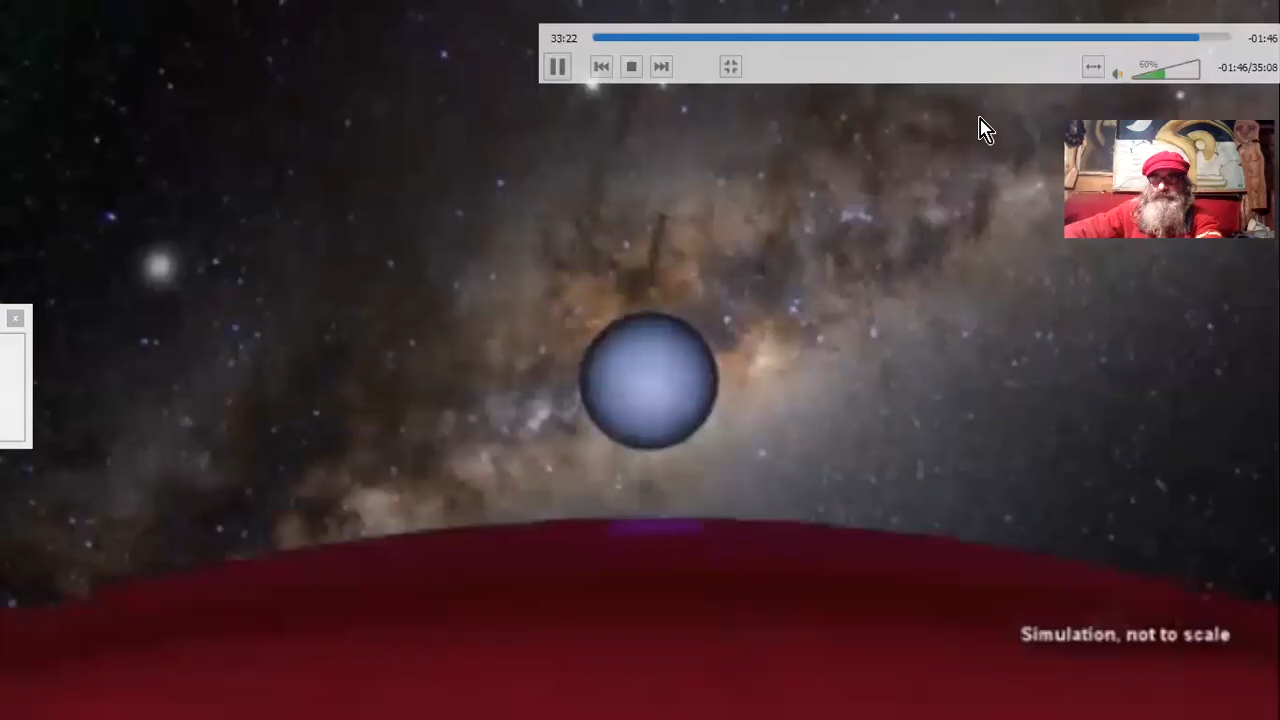 33:22
-01:46
60%
-01:46/35:08
x
Simulation, not to scale